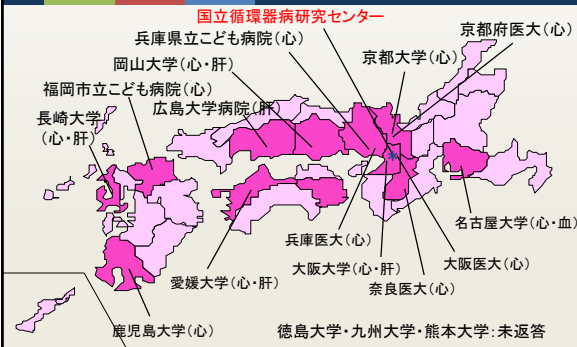 国立循環器病研究センター
兵庫県立こども病院(心)
京都府医大(心)
岡山大学(心・肝)
京都大学(心)
福岡市立こども病院(心)
広島大学病院(肝)
長崎大学
(心・肝)
名古屋大学(心・血)
兵庫医大(心)
大阪大学(心・肝)
大阪医大(心)
愛媛大学(心・肝)
奈良医大(心)
鹿児島大学(心)
徳島大学・九州大学・熊本大学:未返答